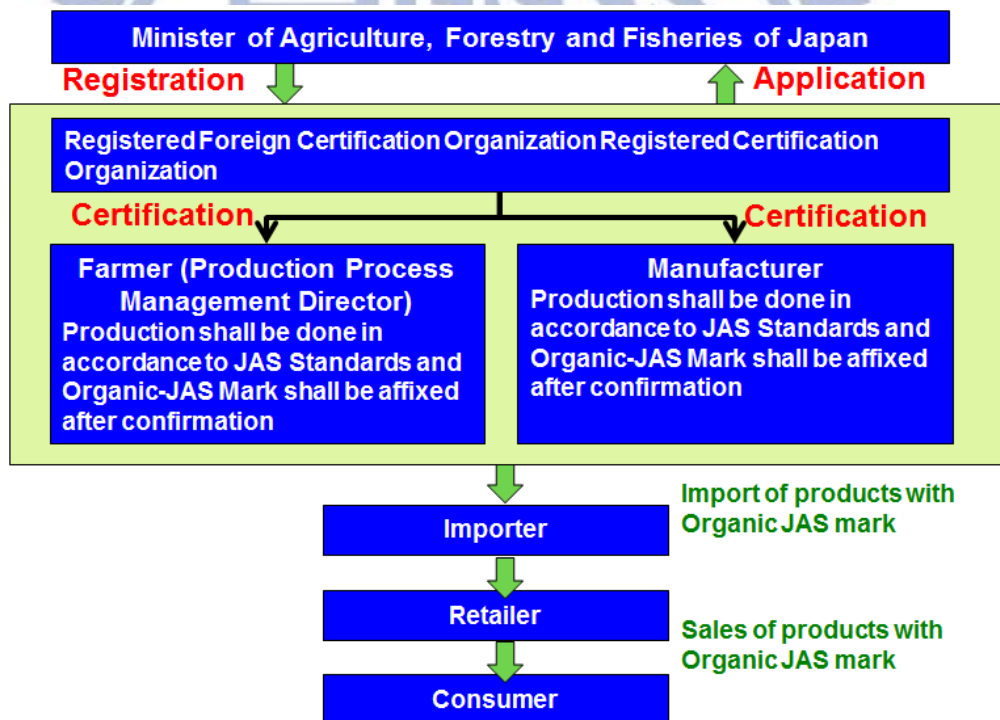 Minister of Agriculture, Forestry and Fisheries of Japan
Registration
Application
Registered Foreign Certification Organization Registered Certification
Organization
Certification
Certification
Farmer (Production Process
Management Director)
Production shall be done in
accordance to JAS Standards and
Organic-JAS Mark shall be affixed
after confirmation
Manufacturer
Production shall be done in
accordance to JAS Standards and
Organic-JAS Mark shall be affixed
after confirmation
Import of products with
Organic JAS mark
Importer
Retailer
Sales of products with
Organic JAS mark
Consumer